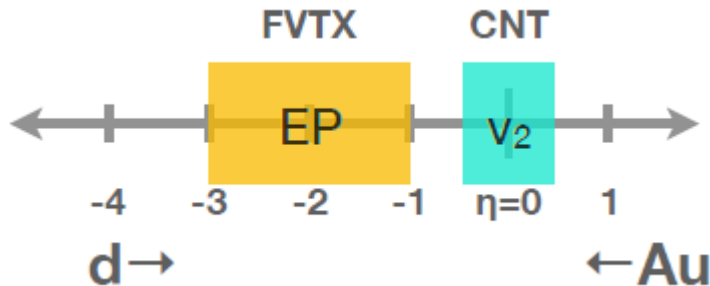 FVTX CNT
EP v₂
-4 -3 -2 -1 η=0 1
d→ ←Au